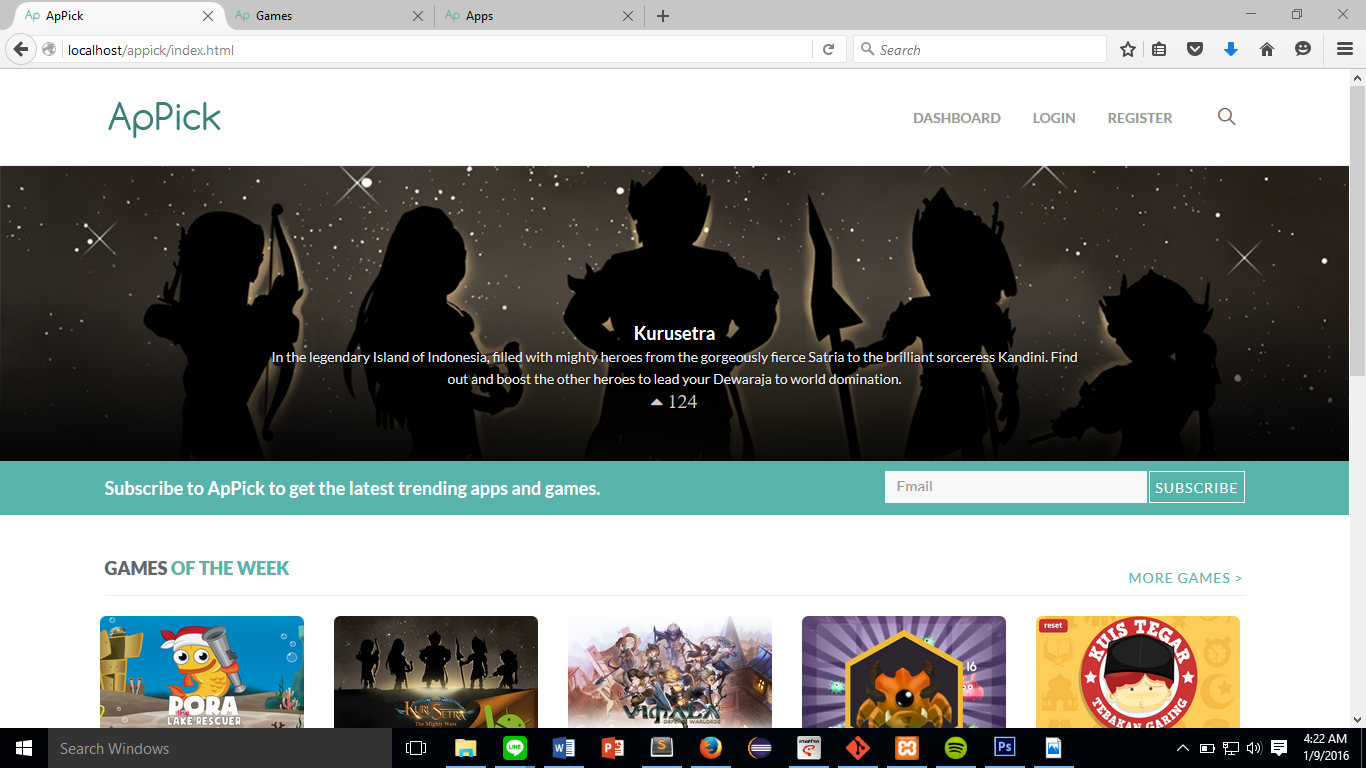 Ap ApPick
Ap Games
Ap Apps
localhost/appick/index.html
Search
ApPick
DASHBOARD
LOGIN
REGISTER
Kurusetra
In the legendary Island of Indonesia, filled with mighty heroes from the gorgeously fierce Satria to the brilliant sorceress Kandini. Find
out and boost the other heroes to lead your Dewaraja to world domination.
124
Subscribe to ApPick to get the latest trending apps and games.
Email
SUBSCRIBE
GAMES OF THE WEEK
MORE GAMES >
PORA
LAKE RESCUER
KURUSETRA
The Mighty Wars
16
reset
KUIS TEGAR
TEBAKAN GARING
Search Windows
LINE
4:22 AM
1/9/2016